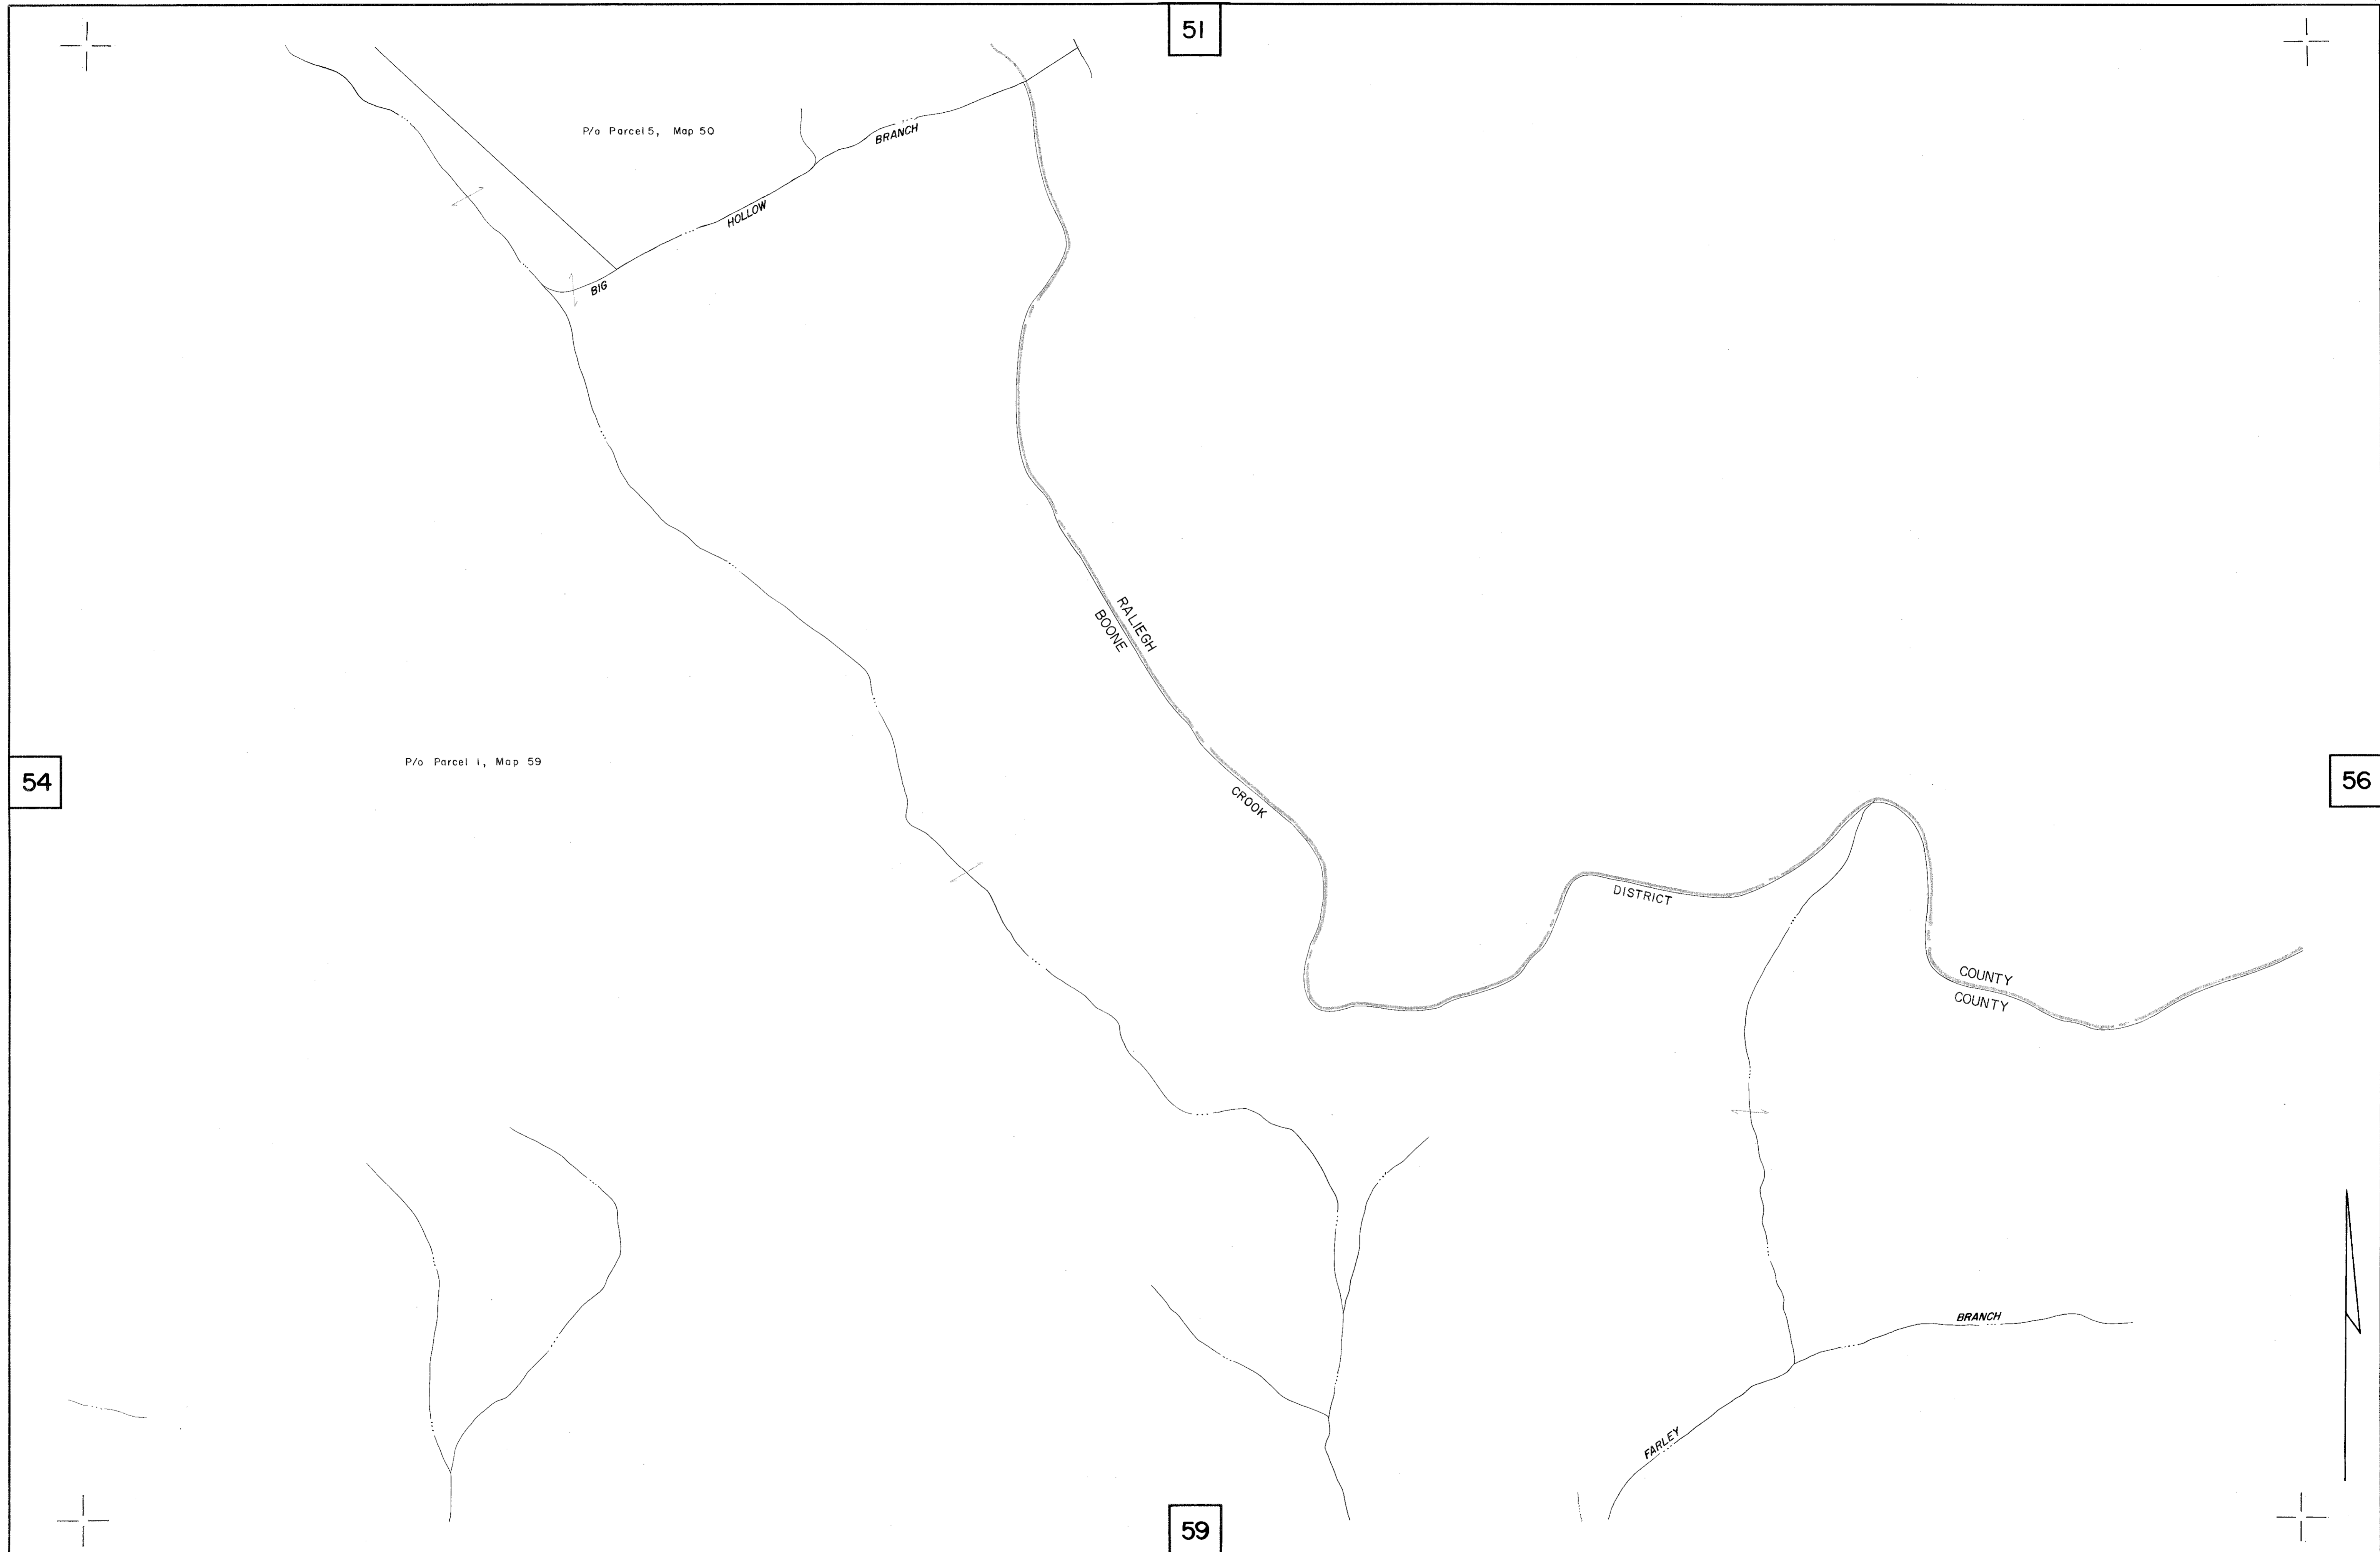 51
P/o Parcel 5, Map 50
BIG HOLLOW BRANCH
RALIEGH COUNTY
BOONE COUNTY
CROOK DISTRICT
54
P/o Parcel 1, Map 59
56
FARLEY BRANCH
59